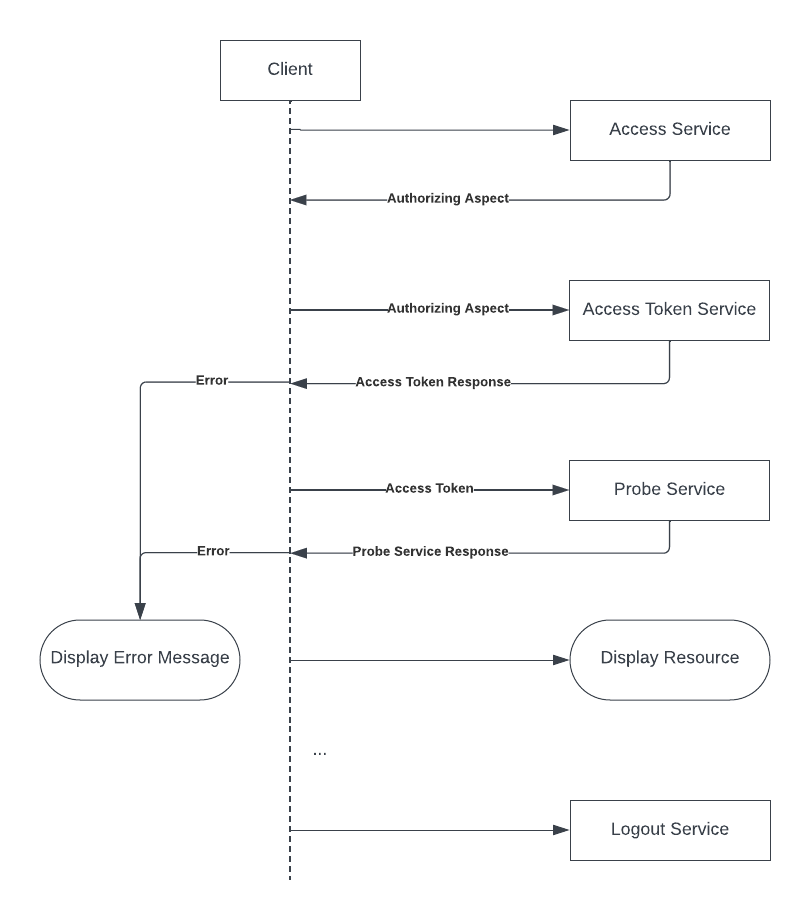 Client
Access Service
Authorizing Aspect
Authorizing Aspect
Access Token Service
Error
Access Token Response
Access Token
Probe Service
Error
Probe Service Response
Display Error Message
Display Resource
...
Logout Service